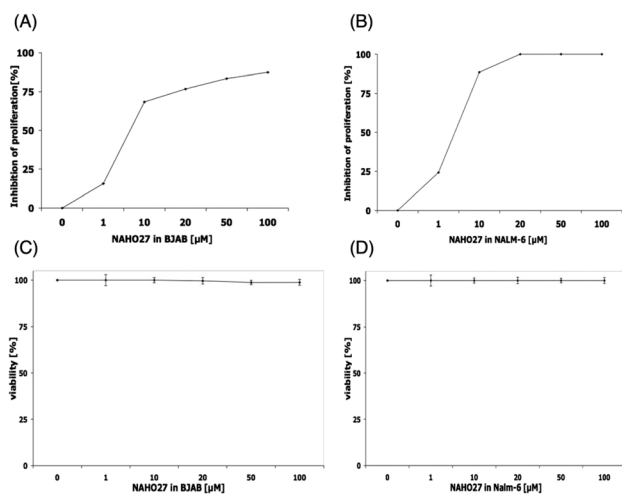 (A)
Inhibition of proliferation[%]
100
75
50
25
0
0 1 10 20 50 100
NAHO27 in BJAB [µM]
(B)
Inhibition of proliferation [%]
100
75
50
25
0
0 1 10 20 50 100
NAHO27 in NALM-6 [µM]
(C)
viability [%]
100
75
50
25
0
0 1 10 20 50 100
NAHO27 in BJAB [µM]
(D)
viability [%]
100
75
50
25
0
0 1 10 20 50 100
NAHO27 in Nalm-6 [µM]